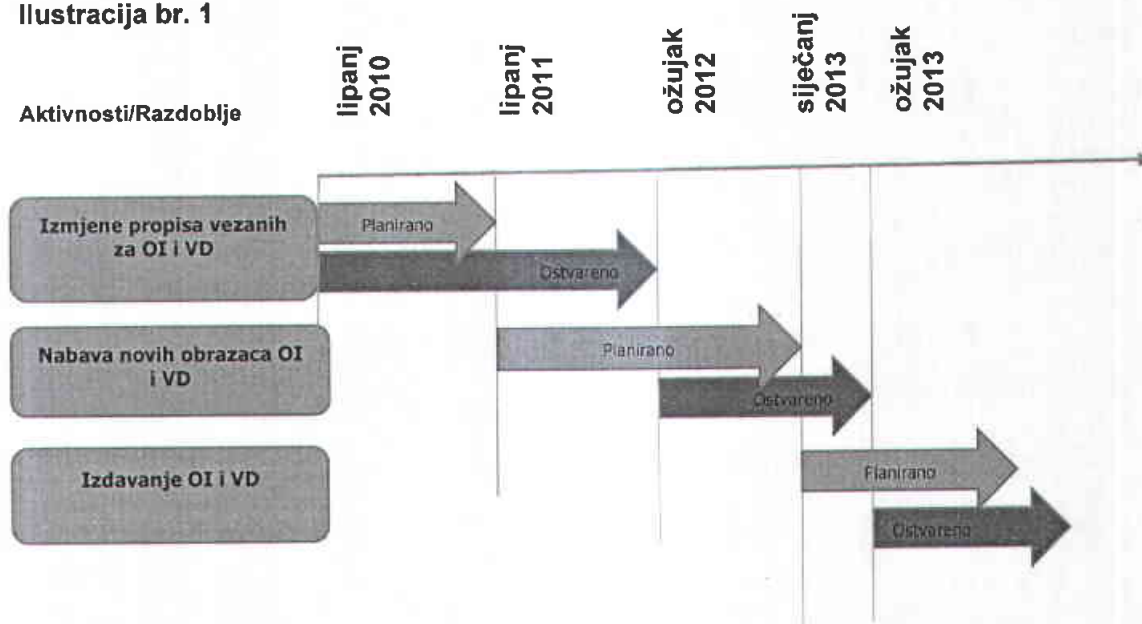 Ilustracija br. 1
Aktivnosti/Razdoblje
lipanj
2010
lipanj
2011
ožujak
2012
siječanj
2013
ožujak
2013
Izmjene propisa vezanih
za OI i VD
Planirano
Ostvareno
Nabava novih obrazaca OI
i VD
Planirano
Ostvareno
Izdavanje OI i VD
Planirano
Ostvareno